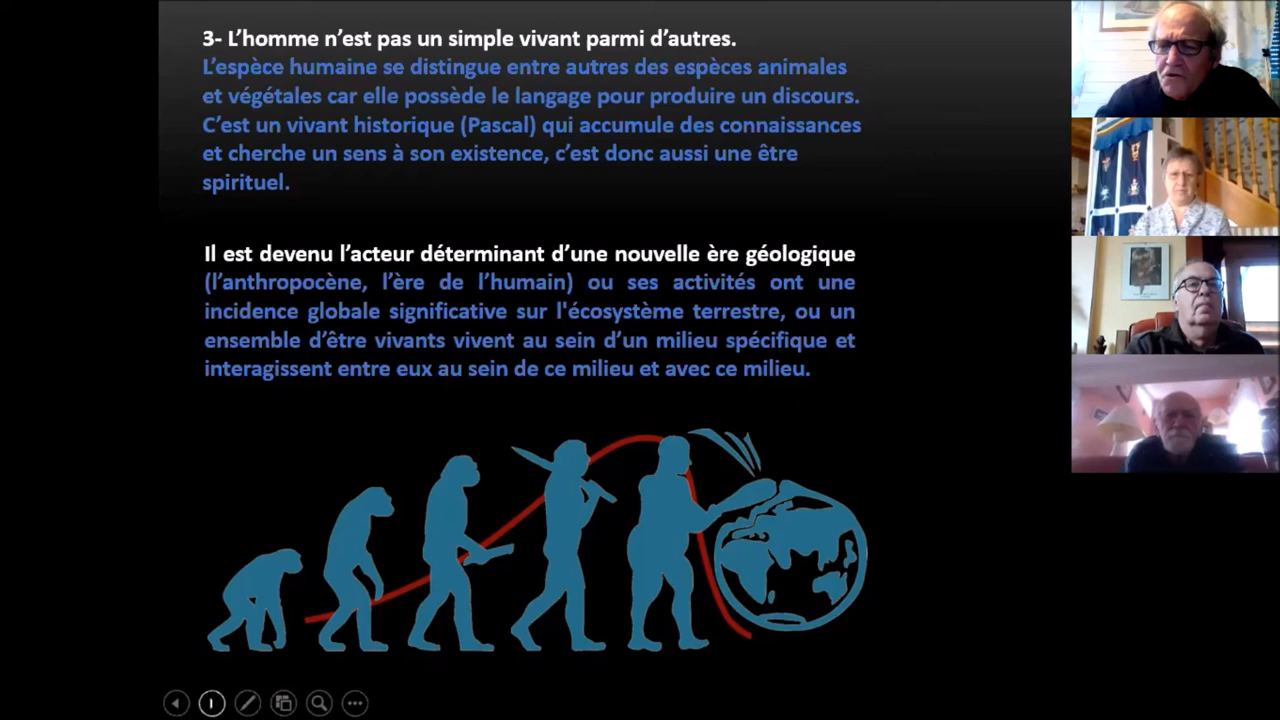 3- L’homme n’est pas un simple vivant parmi d’autres.
L’espèce humaine se distingue entre autres des espèces animales
et végétales car elle possède le langage pour produire un discours.
C’est un vivant historique (Pascal) qui accumule des connaissances
et cherche un sens à son existence, c’est donc aussi une être
spirituel.
Il est devenu l’acteur déterminant d’une nouvelle ère géologique
(l’anthropocène, l’ère de l’humain) ou ses activités ont une
incidence globale significative sur l'écosystème terrestre, ou un
ensemble d’être vivants vivent au sein d’un milieu spécifique et
interagissent entre eux au sein de ce milieu et avec ce milieu.